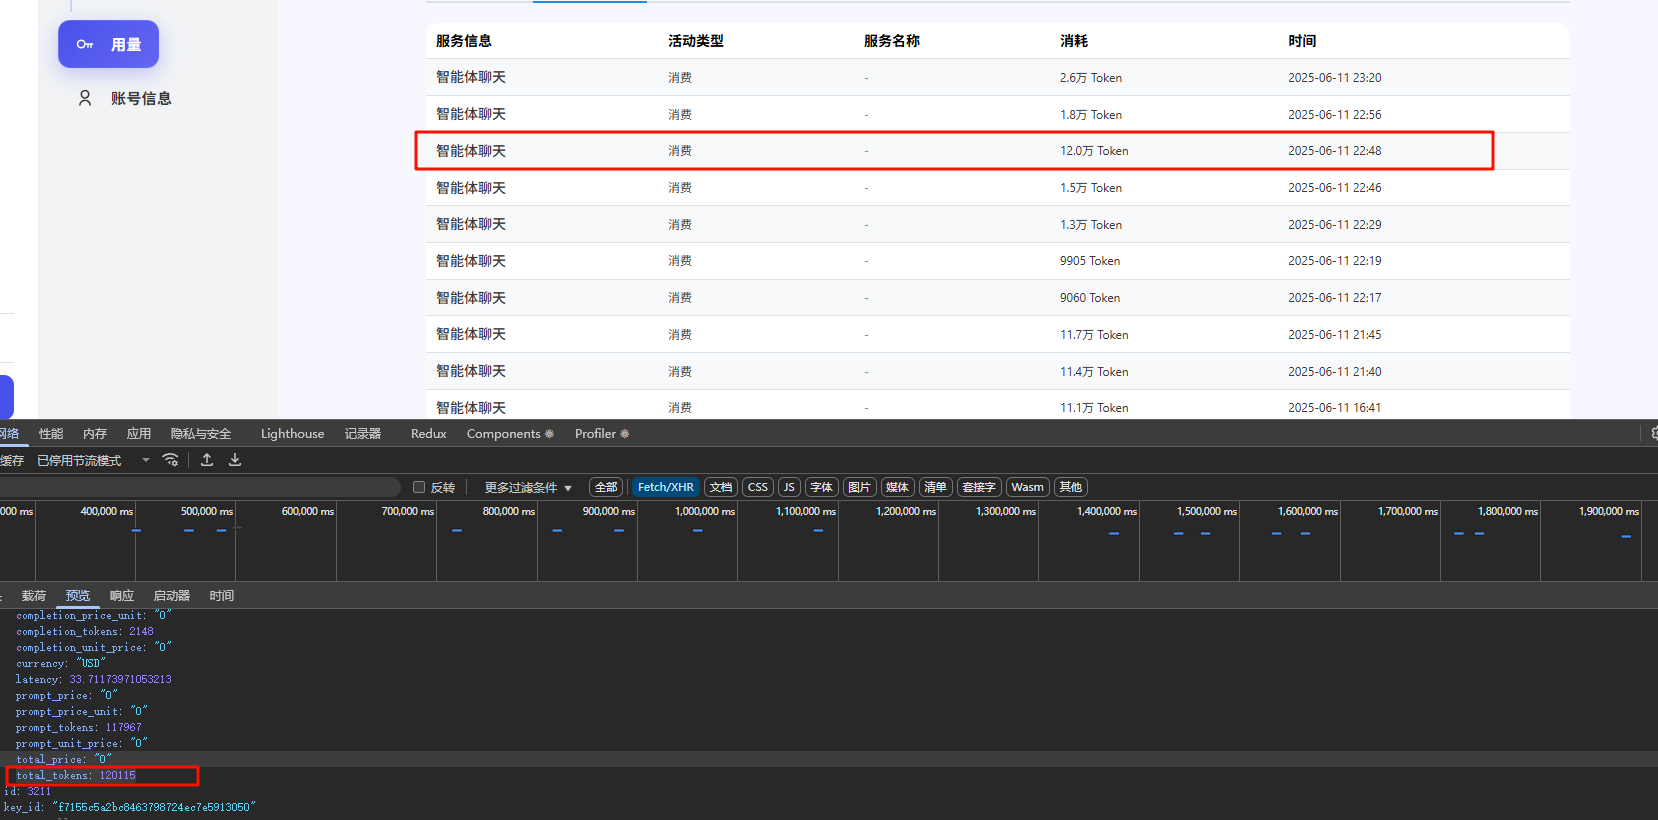 用量
账号信息
服务信息 活动类型 服务名称 消耗 时间
智能体聊天 消费 - 2.6万 Token 2025-06-11 23:20
智能体聊天 消费 - 1.8万 Token 2025-06-11 22:56
智能体聊天 消费 - 12.0万 Token 2025-06-11 22:48
智能体聊天 消费 - 1.5万 Token 2025-06-11 22:46
智能体聊天 消费 - 1.3万 Token 2025-06-11 22:29
智能体聊天 消费 - 9905 Token 2025-06-11 22:19
智能体聊天 消费 - 9060 Token 2025-06-11 22:17
智能体聊天 消费 - 11.7万 Token 2025-06-11 21:45
智能体聊天 消费 - 11.4万 Token 2025-06-11 21:40
智能体聊天 消费 - 11.1万 Token 2025-06-11 16:41
网络 性能 内存 应用 隐私与安全 Lighthouse 记录器 Redux Components Profiler
缓存 已停用节流模式
反转 更多过滤条件 全部 Fetch/XHR 文档 CSS JS 字体 图片 媒体 清单 套接字 Wasm 其他
000 ms 400,000 ms 500,000 ms 600,000 ms 700,000 ms 800,000 ms 900,000 ms 1,000,000 ms 1,100,000 ms 1,200,000 ms 1,300,000 ms 1,400,000 ms 1,500,000 ms 1,600,000 ms 1,700,000 ms 1,800,000 ms 1,900,000 ms
载荷 预览 响应 启动器 时间
completion_price_unit: "0"
completion_tokens: 2148
completion_unit_price: "0"
currency: "USD"
latency: 33.71173971053213
prompt_price: "0"
prompt_price_unit: "0"
prompt_tokens: 117967
prompt_unit_price: "0"
total_price: "0"
total_tokens: 120115
id: 3211
key_id: "f7155c5a2bc8463798724ec7e5913050"